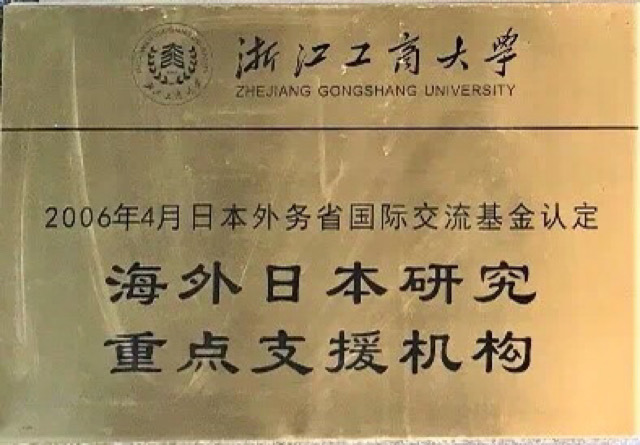 浙江工商大学
ZHEJIANG GONGSHANG UNIVERSITY
2006年4月日本外务省国际交流基金认定
海外日本研究
重点支援机构